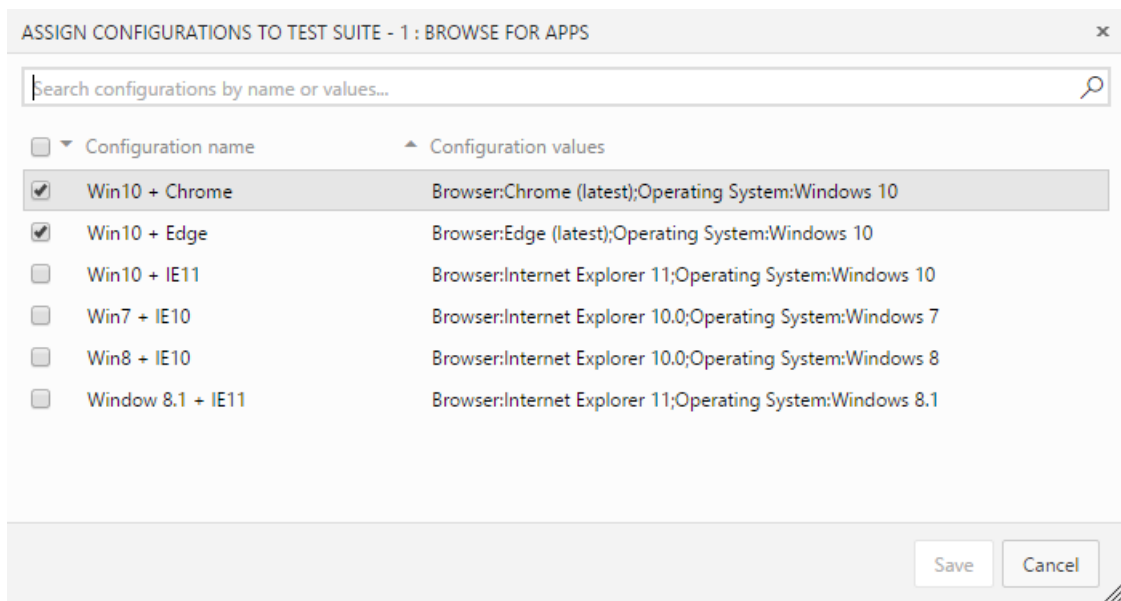 ASSIGN CONFIGURATIONS TO TEST SUITE - 1 : BROWSE FOR APPS
Search configurations by name or values...
Configuration name Configuration values
Win10 + Chrome Browser:Chrome (latest);Operating System:Windows 10
Win10 + Edge Browser:Edge (latest);Operating System:Windows 10
Win10 + IE11 Browser:Internet Explorer 11;Operating System:Windows 10
Win7 + IE10 Browser:Internet Explorer 10.0;Operating System:Windows 7
Win8 + IE10 Browser:Internet Explorer 10.0;Operating System:Windows 8
Window 8.1 + IE11 Browser:Internet Explorer 11;Operating System:Windows 8.1
Save Cancel